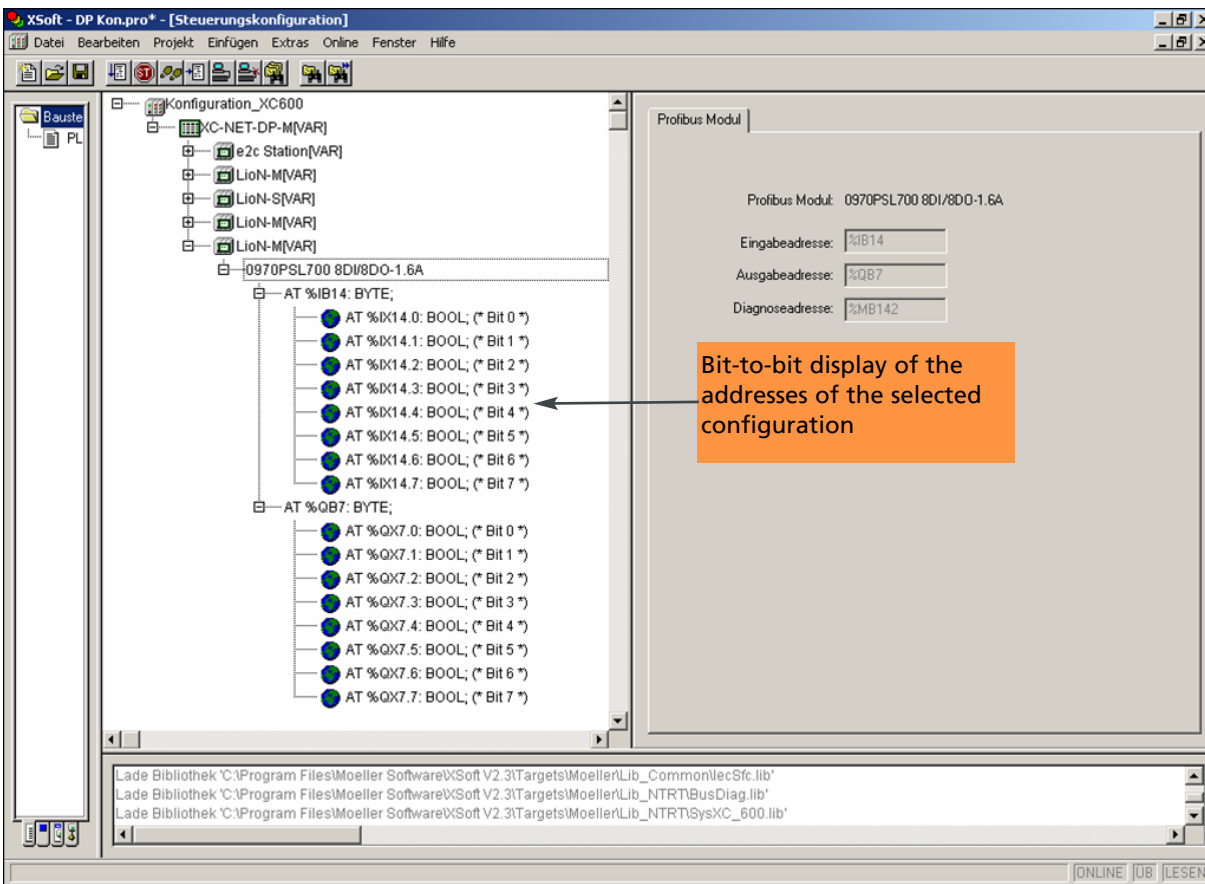 XSoft - DP Kon.pro* - [Steuerungskonfiguration]
Datei Bearbeiten Projekt Einfügen Extras Online Fenster Hilfe
ST
Bauste
PL
Konfiguration_XC600
XC-NET-DP-M[VAR]
e2c Station[VAR]
LioN-M[VAR]
LioN-S[VAR]
LioN-M[VAR]
LioN-M[VAR]
0970PSL700 8DI/8DO-1.6A
AT %IB14: BYTE;
AT %IX14.0: BOOL; (* Bit 0 *)
AT %IX14.1: BOOL; (* Bit 1 *)
AT %IX14.2: BOOL; (* Bit 2 *)
AT %IX14.3: BOOL; (* Bit 3 *)
AT %IX14.4: BOOL; (* Bit 4 *)
AT %IX14.5: BOOL; (* Bit 5 *)
AT %IX14.6: BOOL; (* Bit 6 *)
AT %IX14.7: BOOL; (* Bit 7 *)
AT %QB7: BYTE;
AT %QX7.0: BOOL; (* Bit 0 *)
AT %QX7.1: BOOL; (* Bit 1 *)
AT %QX7.2: BOOL; (* Bit 2 *)
AT %QX7.3: BOOL; (* Bit 3 *)
AT %QX7.4: BOOL; (* Bit 4 *)
AT %QX7.5: BOOL; (* Bit 5 *)
AT %QX7.6: BOOL; (* Bit 6 *)
AT %QX7.7: BOOL; (* Bit 7 *)
Profibus Modul
Profibus Modul: 0970PSL700 8DI/8DO-1.6A
Eingabeadresse: %IB14
Ausgabeadresse: %QB7
Diagnoseadresse: %MB142
Bit-to-bit display of the
addresses of the selected
configuration
Lade Bibliothek 'C:\Program Files\Moeller Software\XSoft V2.3\Targets\Moeller\Lib_Common\IecSfc.lib'
Lade Bibliothek 'C:\Program Files\Moeller Software\XSoft V2.3\Targets\Moeller\Lib_NTRT\BusDiag.lib'
Lade Bibliothek 'C:\Program Files\Moeller Software\XSoft V2.3\Targets\Moeller\Lib_NTRT\SysXC_600.lib'
ONLINE ÜB LESEN